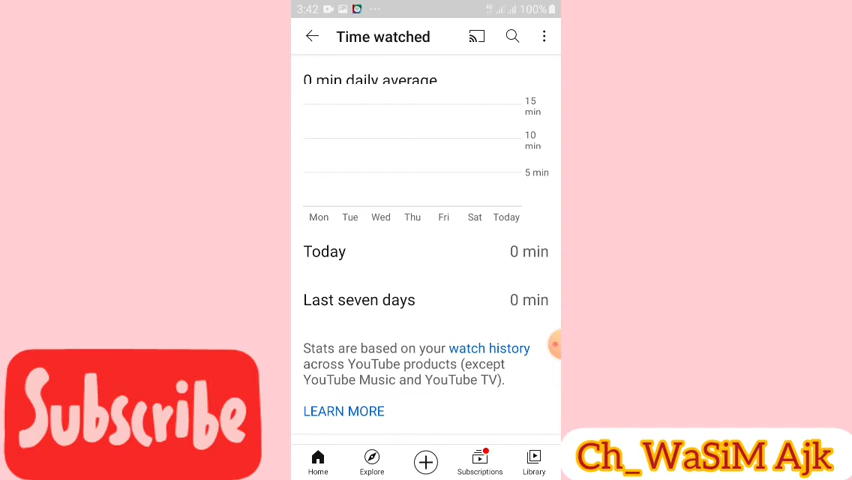 3:42 100%
Time watched
0 min daily average
15
min
10
min
5 min
Mon Tue Wed Thu Fri Sat Today
Today 0 min
Last seven days 0 min
Stats are based on your watch history
across YouTube products (except
YouTube Music and YouTube TV).
LEARN MORE
Home Explore Subscriptions Library
Subscribe
Ch_WaSiM Ajk